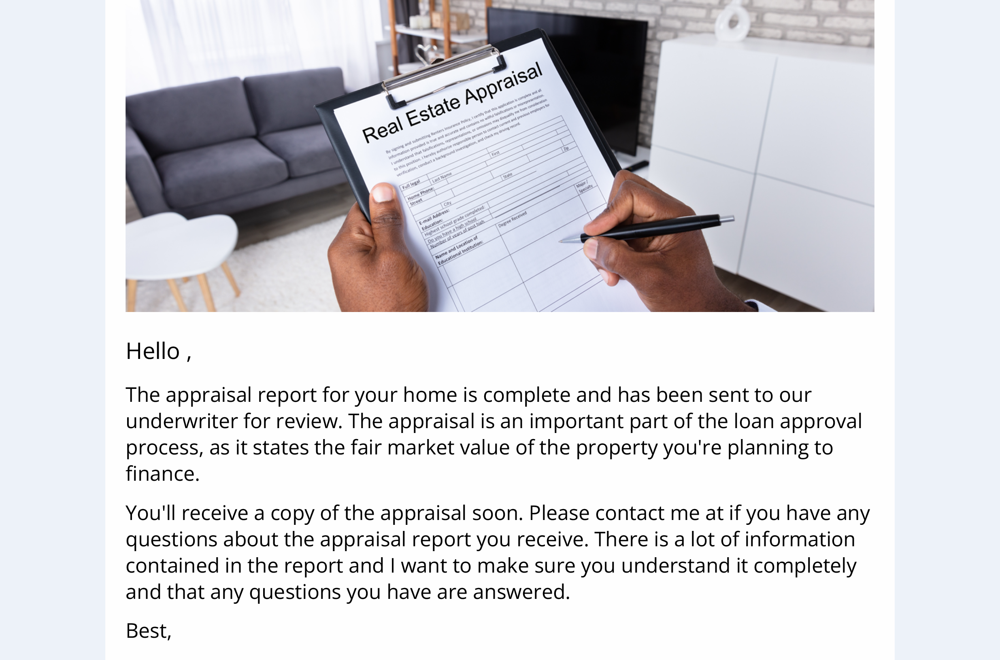 Real Estate Appraisal
By signing and submitting Renters Insurance Policy, I certify that this application is complete and all
information provided is true and accurate and contains no willful falsifications or misrepresentation.
I understand that falsifications, representations, or omissions may disqualify me from consideration
to this position. I hereby authorize responsible person to contact current and previous employers for
verification, conduct a background investigation, and check my driving record.
Full legal Last Name First
Home Phone:
Street Zip
City State
E-mail Address:
Education:
Highest school grade completed:
Do you have a high school
Number of years of post high
Name and Location of
Educational Institution:
Degree Received
Major /
Specialty
Hello ,
The appraisal report for your home is complete and has been sent to our
underwriter for review. The appraisal is an important part of the loan approval
process, as it states the fair market value of the property you're planning to
finance.
You'll receive a copy of the appraisal soon. Please contact me at if you have any
questions about the appraisal report you receive. There is a lot of information
contained in the report and I want to make sure you understand it completely
and that any questions you have are answered.
Best,